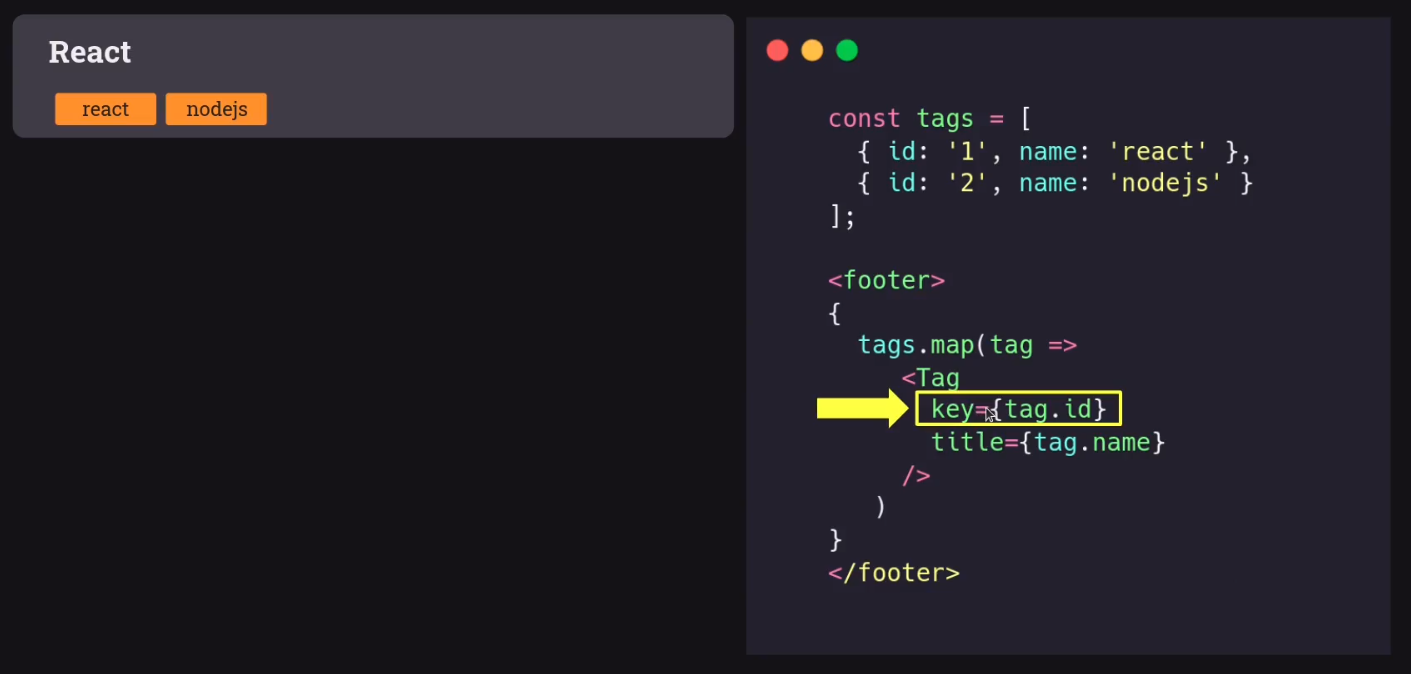 React
react nodejs
const tags = [
  { id: '1', name: 'react' },
  { id: '2', name: 'nodejs' }
];
<footer>
{
  tags.map(tag =>
     <Tag
       key={tag.id}
       title={tag.name}
     />
   )
}
</footer>